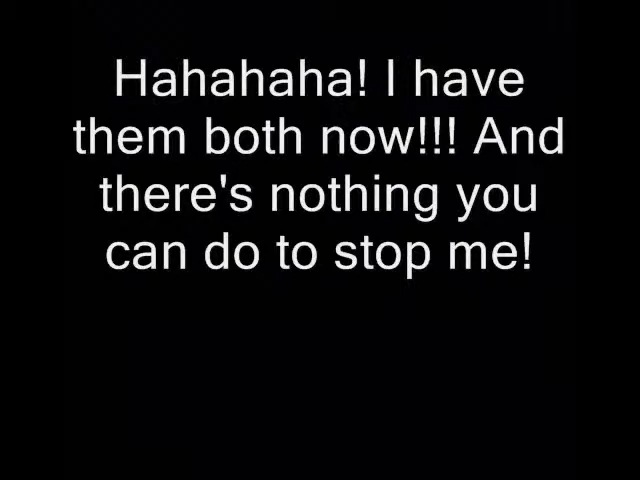 Hahahaha! I have
them both now!!! And
there's nothing you
can do to stop me!